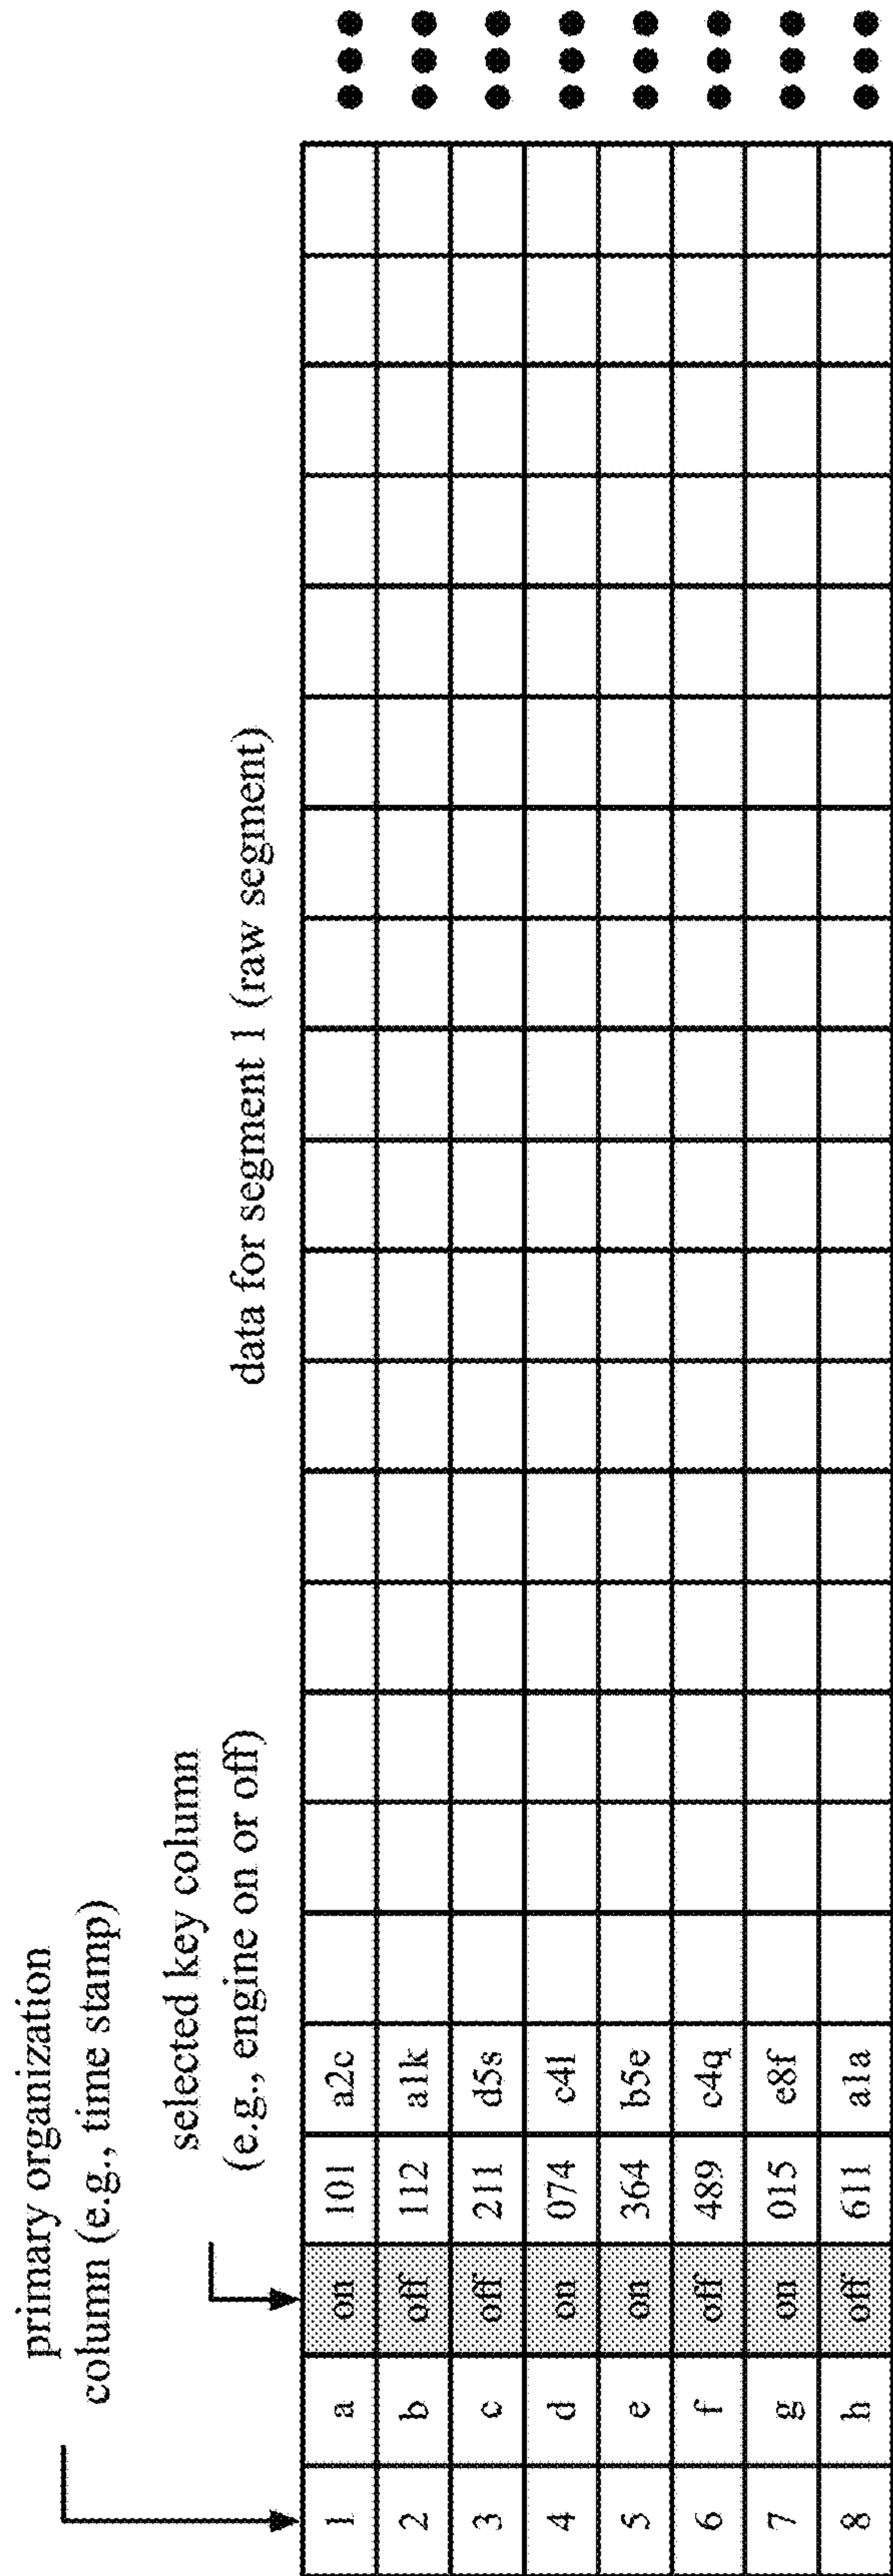 primary organization
column (e.g., time stamp)
selected key column
(e.g., engine on or off)
data for segment 1 (raw segment)
1 a on 101 a2c
2 b off 112 a1k
3 c off 211 d5s
4 d on 074 c4l
5 e on 364 b5e
6 f off 489 c4q
7 g on 015 e8f
8 h off 611 a1a